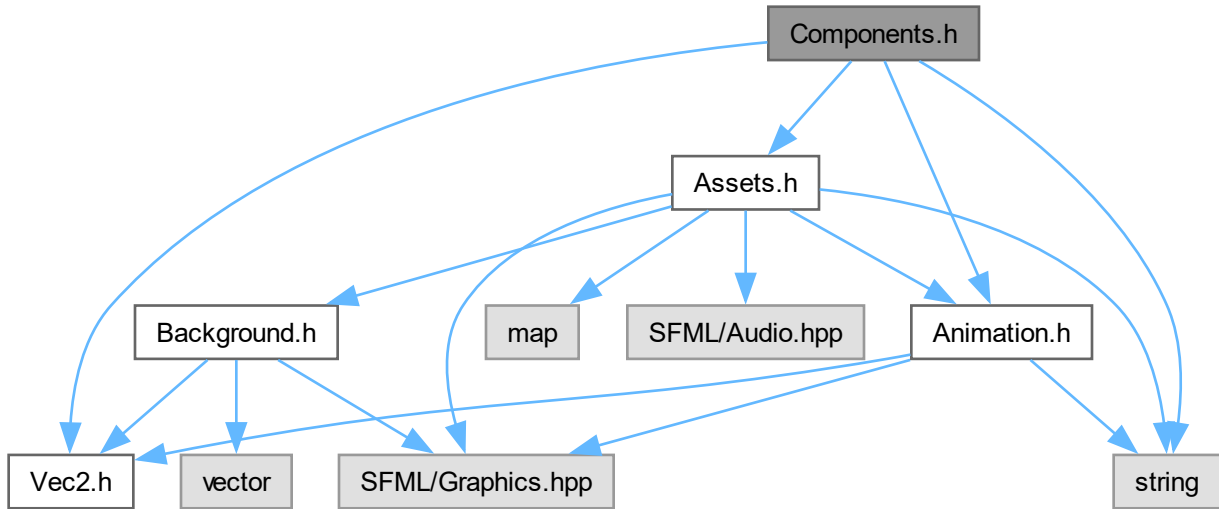 Components.h
Assets.h
Background.h
map
SFML/Audio.hpp
Animation.h
Vec2.h
vector
SFML/Graphics.hpp
string